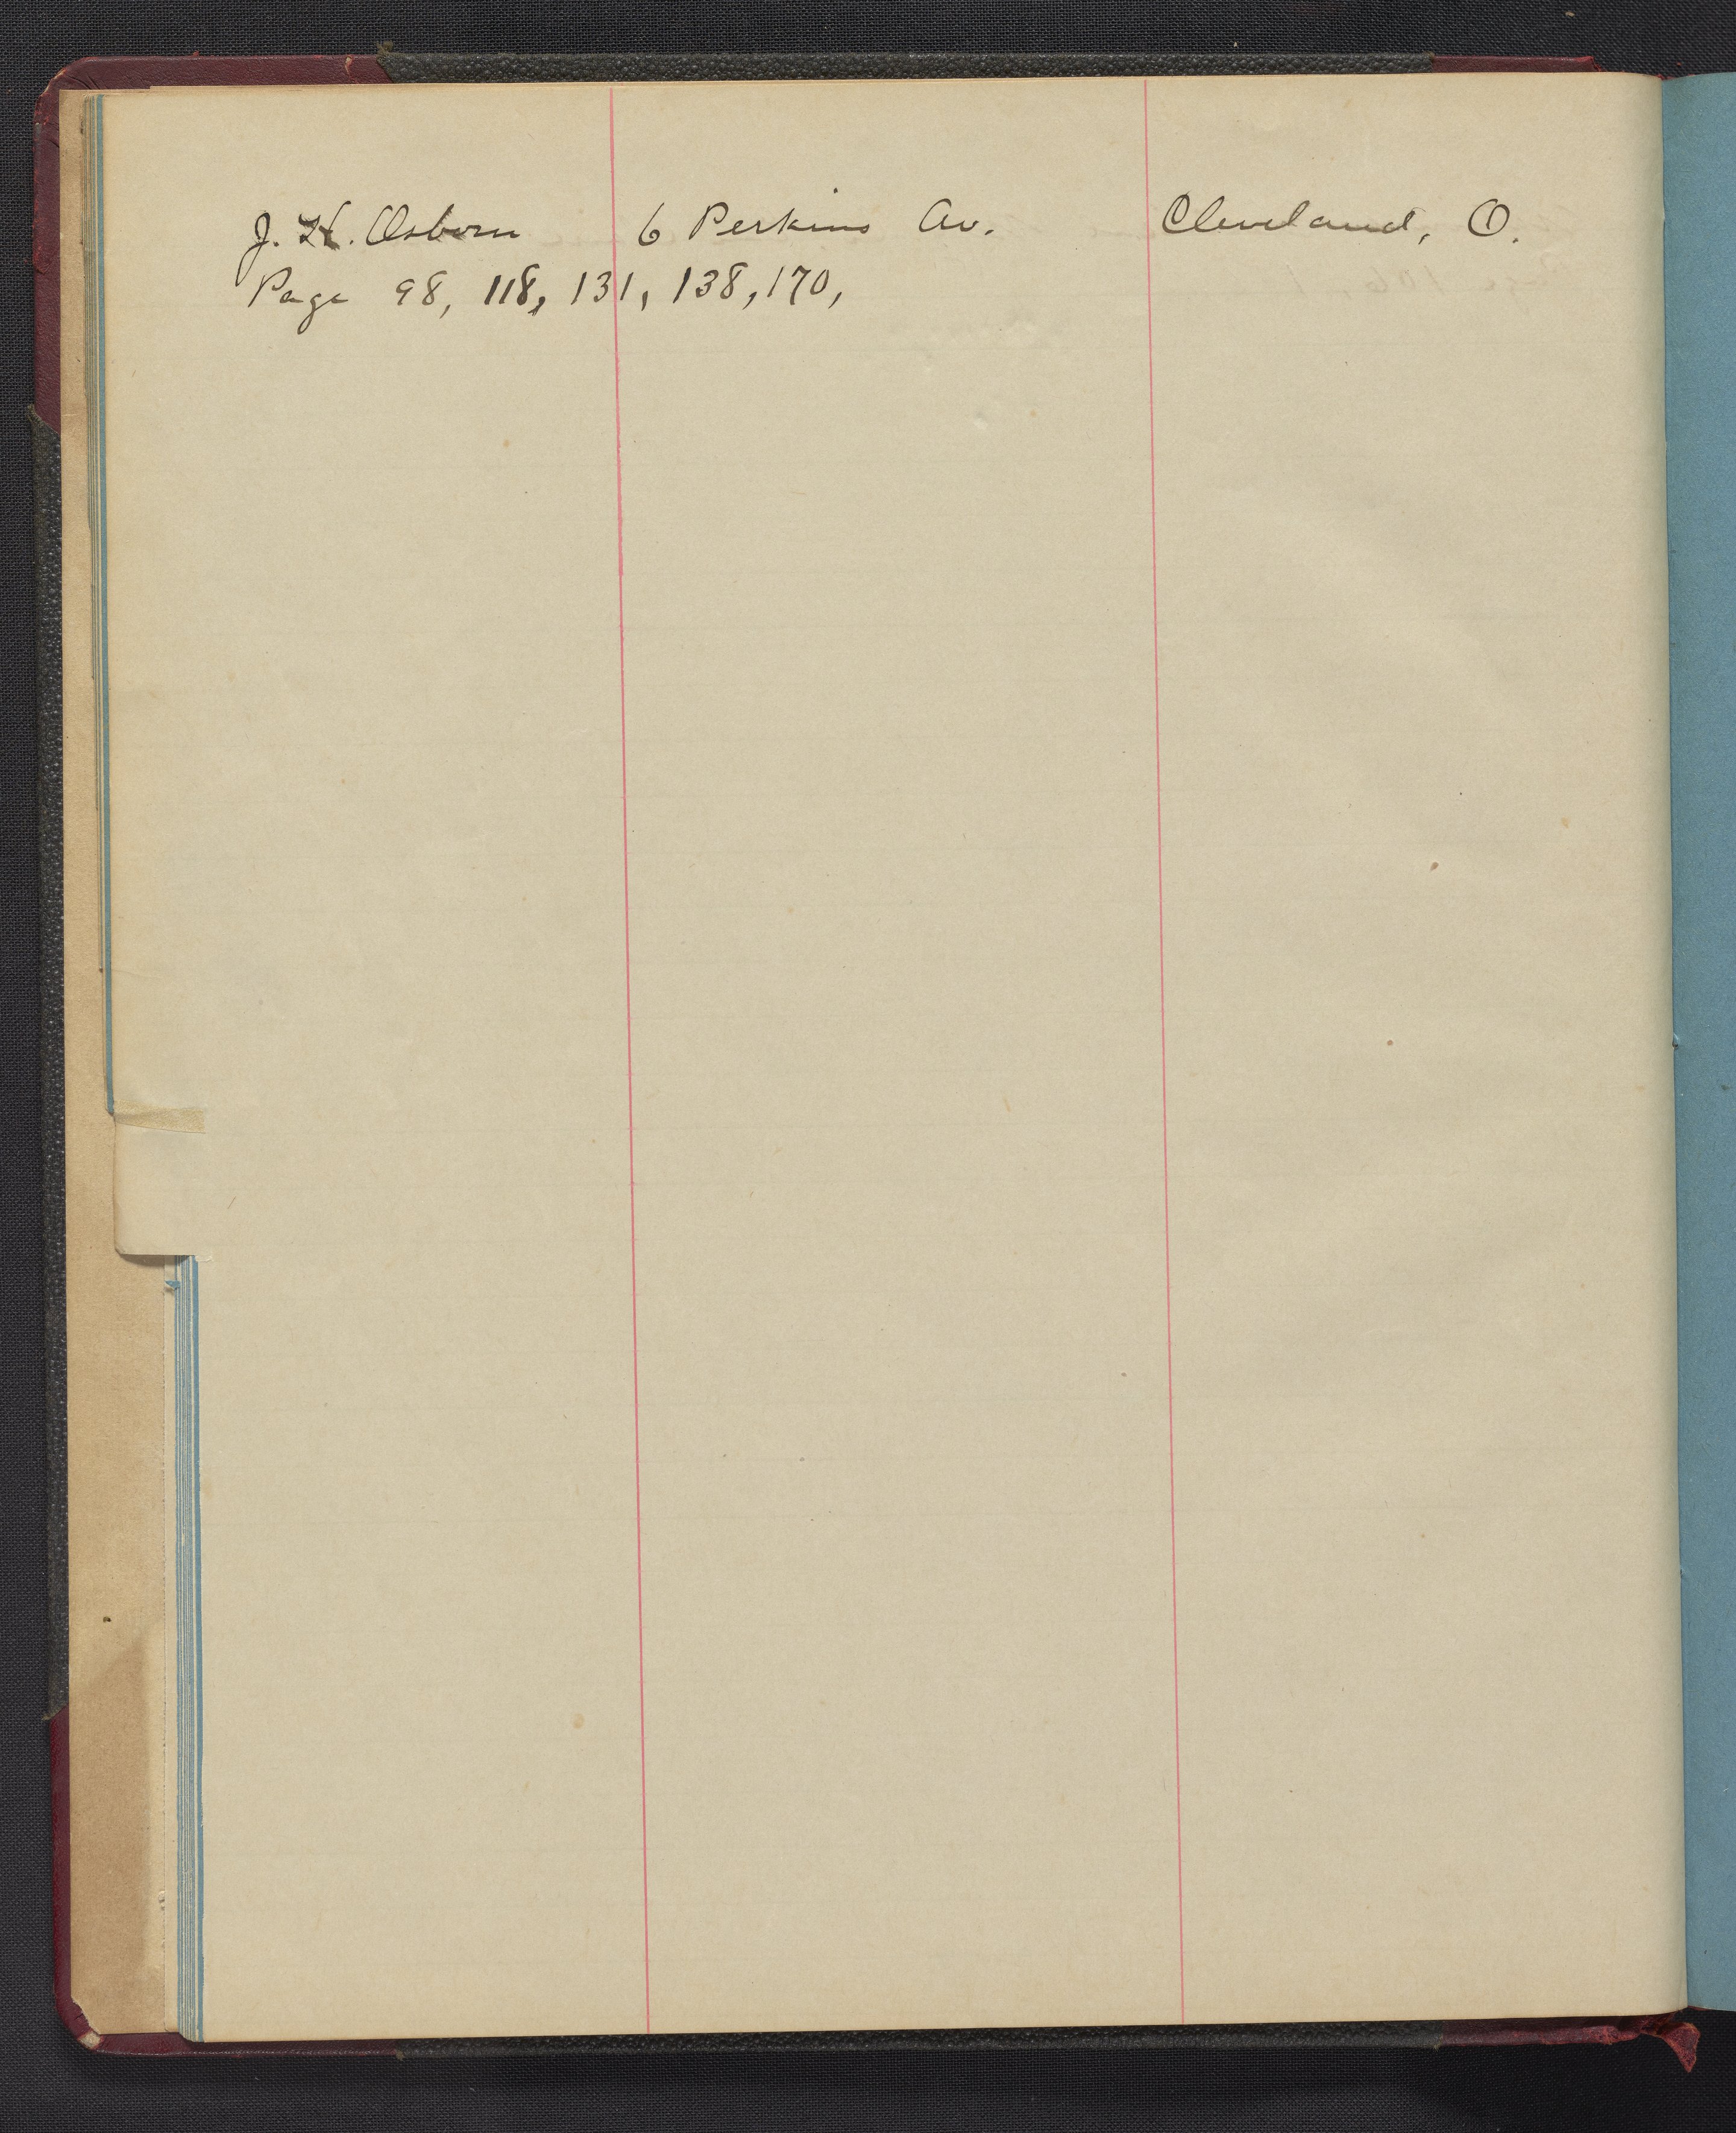 J. H. Osborn 6 Perkins Av. Cleveland, O.
Page 98, 118, 131, 138, 170,